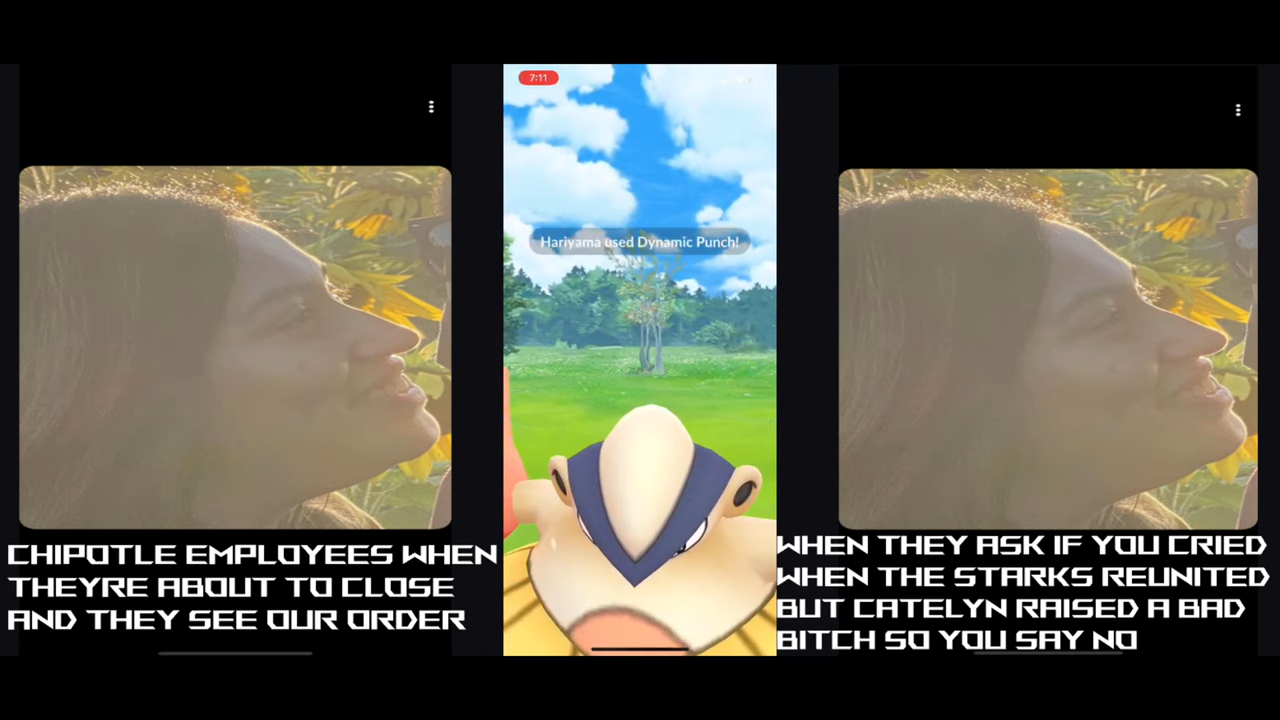 7:11
Hariyama used Dynamic Punch!
CHIPOTLE EMPLOYEES WHEN
THEYRE ABOUT TO CLOSE
AND THEY SEE OUR ORDER
WHEN THEY ASK IF YOU CRIED
WHEN THE STARKS REUNITED
BUT CATELYN RAISED A BAD
BITCH SO YOU SAY NO